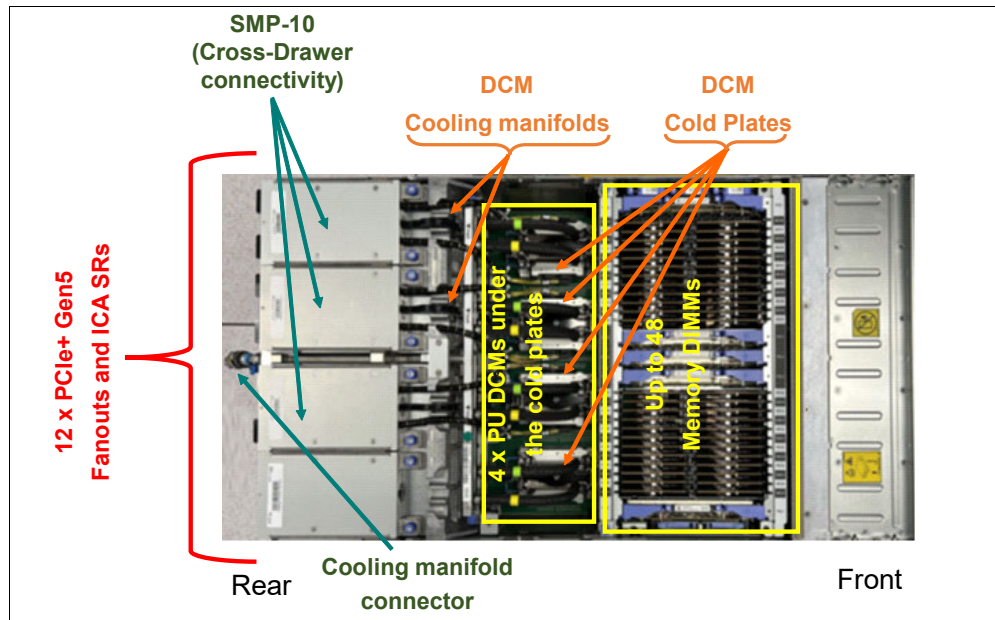 SMP-10
(Cross-Drawer
connectivity)
DCM
Cooling manifolds
DCM
Cold Plates
12 x PCIe+ Gen5
Fanouts and ICA SRs
4 x PU DCMs under
the cold plates
Up to 48
Memory DIMMs
Rear
Cooling manifold
connector
Front